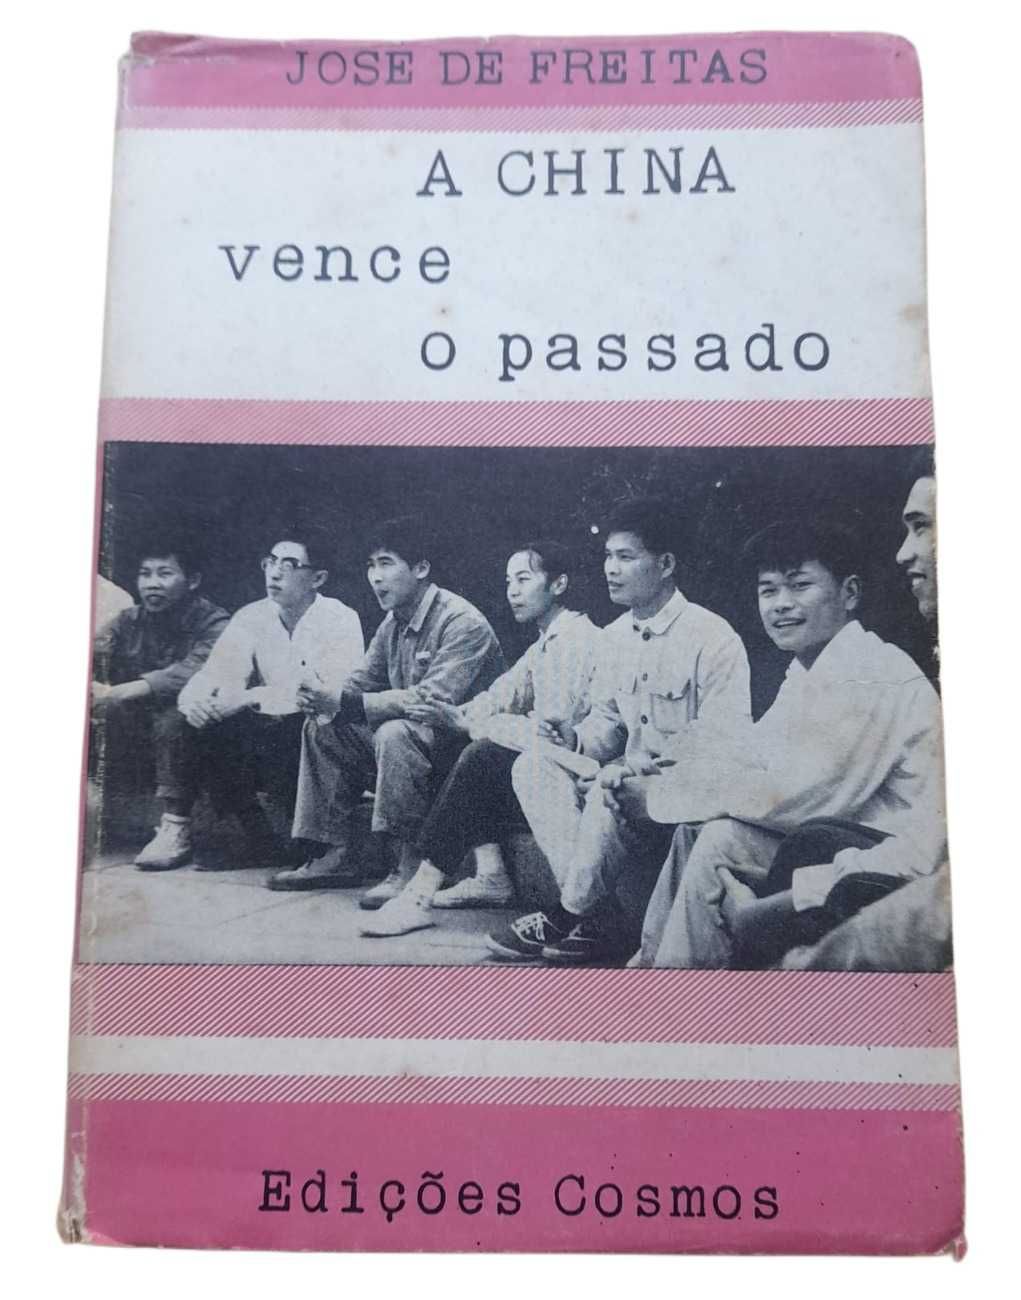 JOSE DE FREITAS
A CHINA
vence
o passado
Edições Cosmos